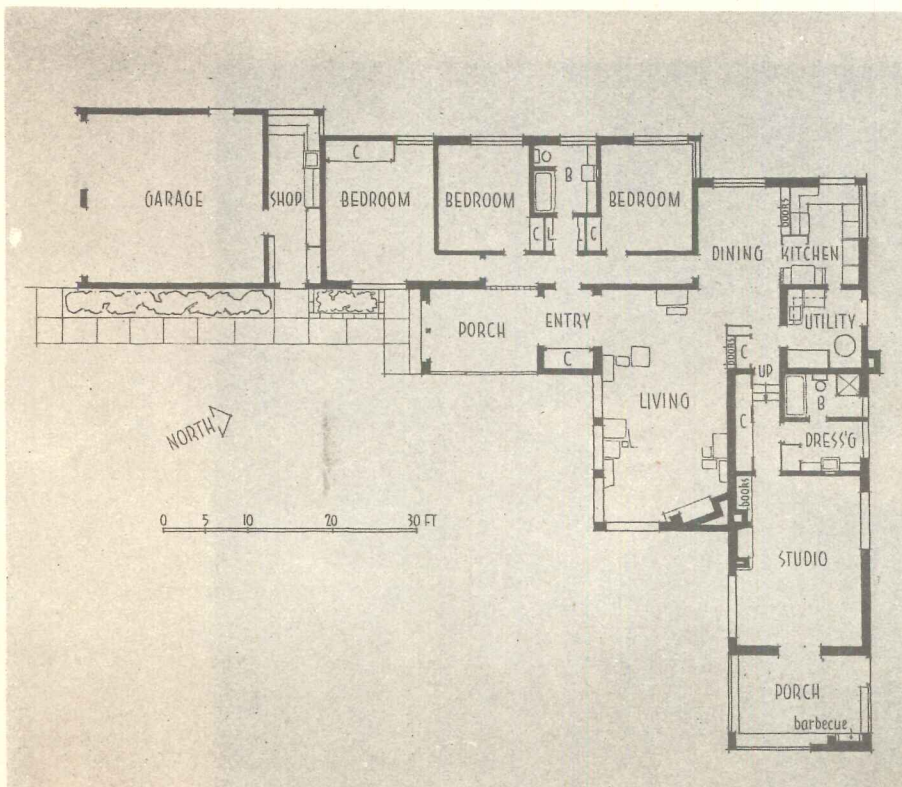 GARAGE
SHOP
C
BEDROOM
BEDROOM
B
C
L
C
BEDROOM
DINING
books
KITCHEN
UTILITY
PORCH
ENTRY
C
LIVING
books
C
UP
C
B
DRESS'G
books
NORTH
0 5 10 20 30 FT
STUDIO
PORCH
barbecue